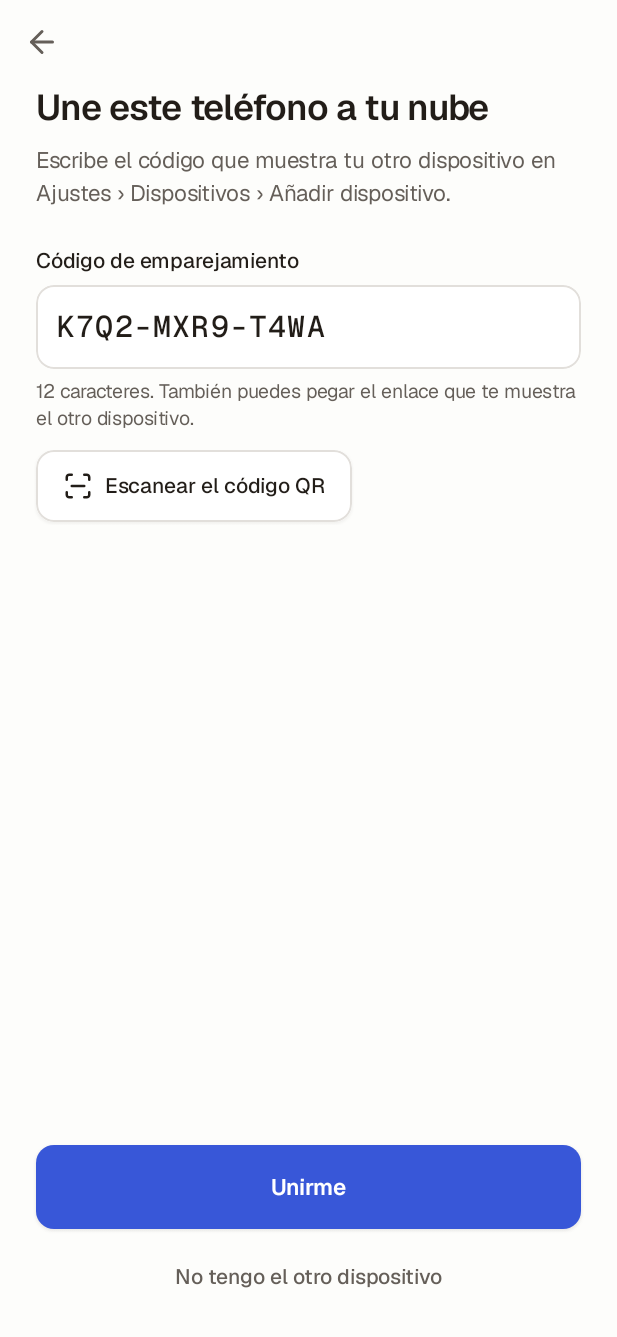 Une este teléfono a tu nube
Escribe el código que muestra tu otro dispositivo en
Ajustes › Dispositivos › Añadir dispositivo.
Código de emparejamiento
K7Q2-MXR9-T4WA
12 caracteres. También puedes pegar el enlace que te muestra
el otro dispositivo.
Escanear el código QR
Unirme
No tengo el otro dispositivo